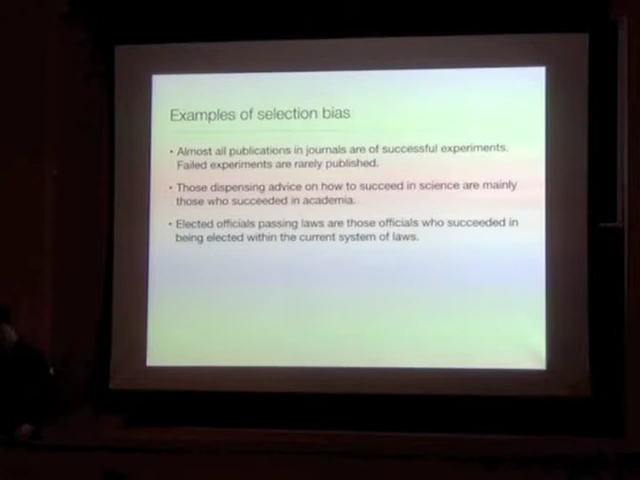 Examples of selection bias
• Almost all publications in journals are of successful experiments.
Failed experiments are rarely published.
• Those dispensing advice on how to succeed in science are mainly
those who succeeded in academia.
• Elected officials passing laws are those officials who succeeded in
being elected within the current system of laws.